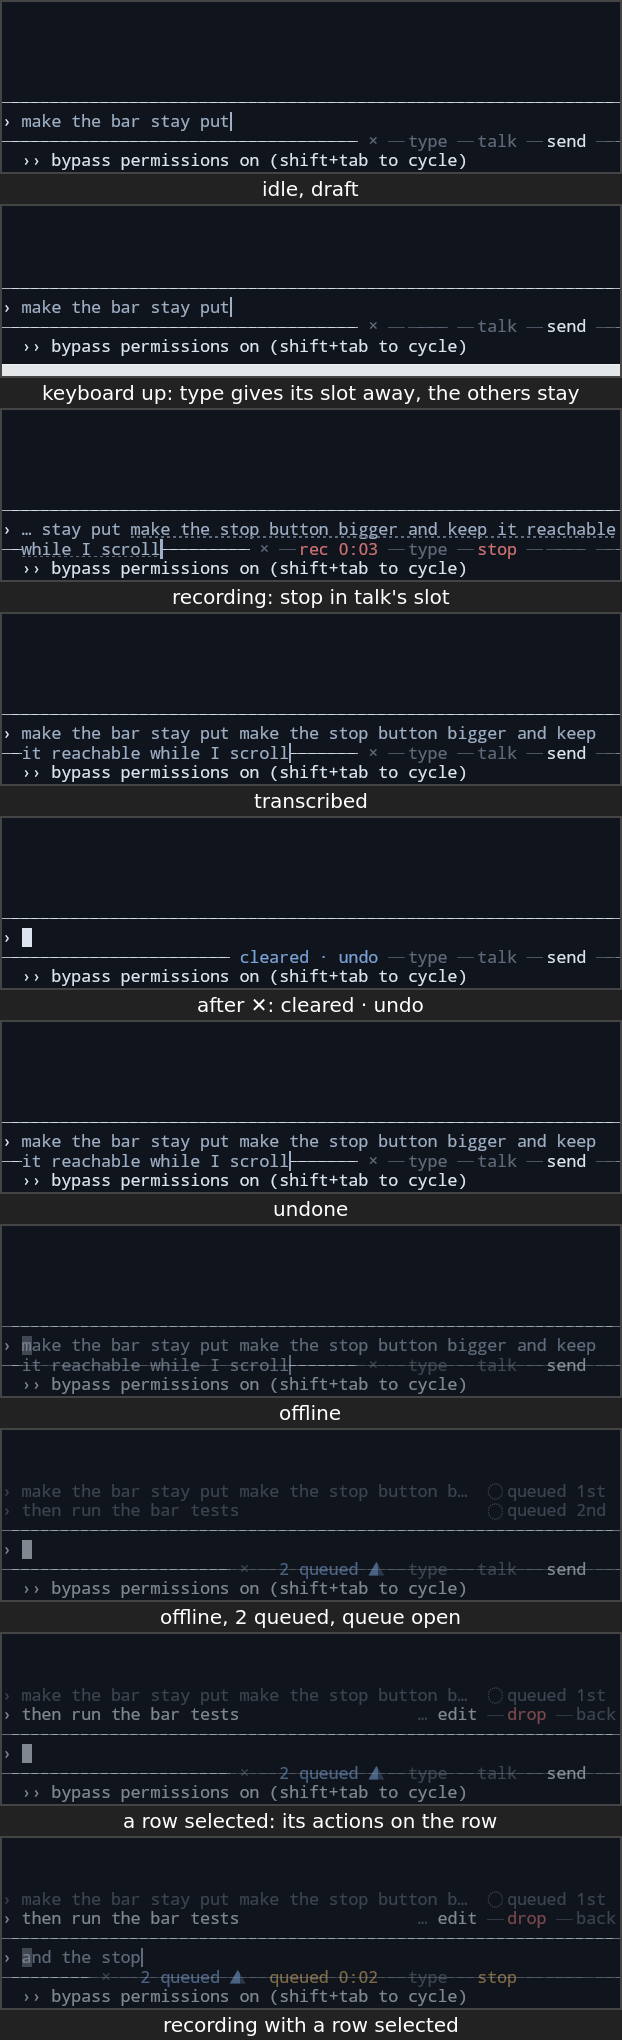 › make the bar stay put
× type talk send
›› bypass permissions on (shift+tab to cycle)
idle, draft
› make the bar stay put
× talk send
›› bypass permissions on (shift+tab to cycle)
keyboard up: type gives its slot away, the others stay
› … stay put make the stop button bigger and keep it reachable
while I scroll × rec 0:03 type stop
›› bypass permissions on (shift+tab to cycle)
recording: stop in talk's slot
› make the bar stay put make the stop button bigger and keep
it reachable while I scroll × type talk send
›› bypass permissions on (shift+tab to cycle)
transcribed
›
cleared · undo type talk send
›› bypass permissions on (shift+tab to cycle)
after ✕: cleared · undo
› make the bar stay put make the stop button bigger and keep
it reachable while I scroll × type talk send
›› bypass permissions on (shift+tab to cycle)
undone
› make the bar stay put make the stop button bigger and keep
it reachable while I scroll × type talk send
›› bypass permissions on (shift+tab to cycle)
offline
› make the bar stay put make the stop button b… queued 1st
› then run the bar tests queued 2nd
›
× 2 queued type talk send
›› bypass permissions on (shift+tab to cycle)
offline, 2 queued, queue open
› make the bar stay put make the stop button b… queued 1st
› then run the bar tests … edit drop back
›
× 2 queued type talk send
›› bypass permissions on (shift+tab to cycle)
a row selected: its actions on the row
› make the bar stay put make the stop button b… queued 1st
› then run the bar tests … edit drop back
› and the stop
× 2 queued queued 0:02 type stop
›› bypass permissions on (shift+tab to cycle)
recording with a row selected